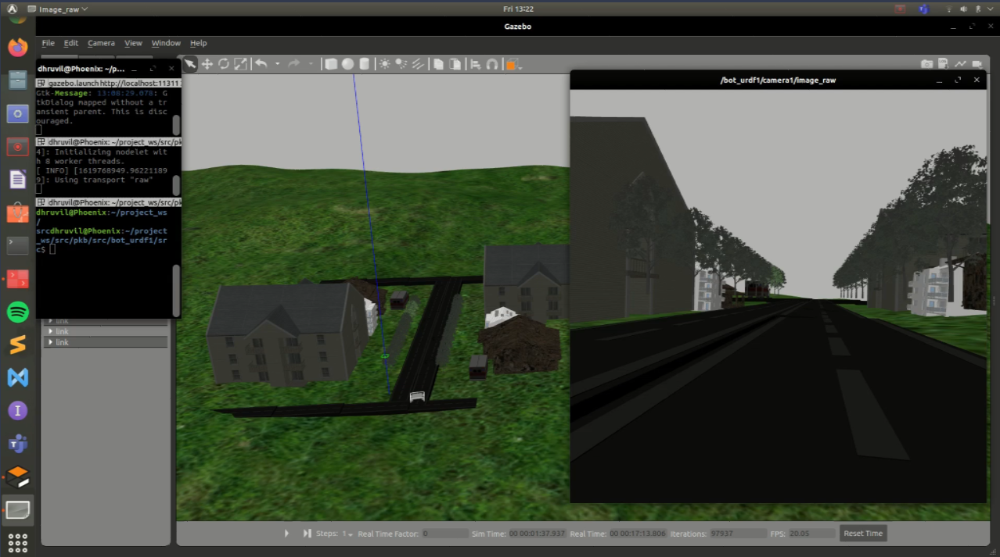 Image_raw
Fri 13:22
Gazebo
File Edit Camera View Window Help
dhruvil@Phoenix: ~/p...
gazebo.launch http://localhost:11311
Gtk-Message: 13:08:29.078: G
tkDialog mapped without a tr
ansient parent. This is disc
ouraged.
dhruvil@Phoenix: ~/project_ws/src/pk
4]: Initializing nodelet wit
h 8 worker threads.
[ INFO] [1619768949.96221189
9]: Using transport "raw"
dhruvil@Phoenix: ~/project_ws/src/pk
dhruvil@Phoenix:~/project_ws
/
srcdhruvil@Phoenix:~/project
_ws/src/pkb/src/bot_urdf1/sr
c$
link
link
link
/bot_urdf1/camera1/image_raw
Steps: 1 Real Time Factor: 0 Sim Time: 00 00:01:37.937 Real Time: 00 00:17:13.806 Iterations: 97937 FPS: 20.05 Reset Time